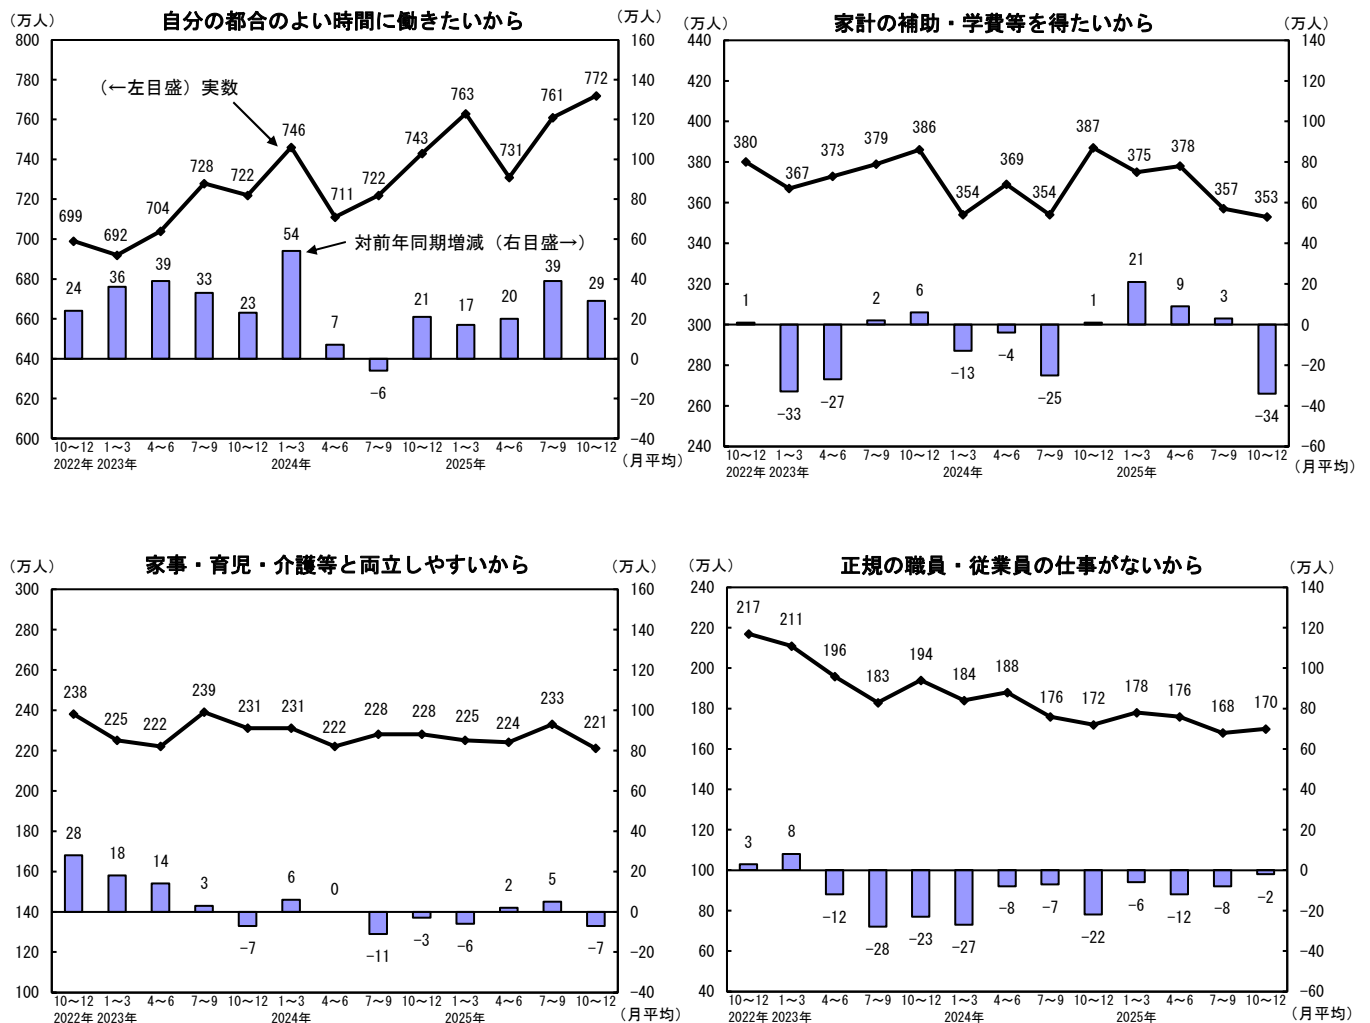 自分の都合のよい時間に働きたいから
（万人）
（万人）
800
780
760
740
720
700
680
660
640
620
600
160
140
120
100
80
60
40
20
0
−20
−40
（←左目盛）実数
対前年同期増減（右目盛→）
699 692 704 728 722 746 711 722 743 763 731 761 772
24 36 39 33 23 54 7 −6 21 17 20 39 29
10～12 1～3 4～6 7～9 10～12 1～3 4～6 7～9 10～12 1～3 4～6 7～9 10～12
2022年 2023年 2024年 2025年
（月平均）
家計の補助・学費等を得たいから
（万人）
（万人）
440
420
400
380
360
340
320
300
280
260
240
140
120
100
80
60
40
20
0
−20
−40
−60
380 367 373 379 386 354 369 354 387 375 378 357 353
1 −33 −27 2 6 −13 −4 −25 1 21 9 3 −34
10～12 1～3 4～6 7～9 10～12 1～3 4～6 7～9 10～12 1～3 4～6 7～9 10～12
2022年 2023年 2024年 2025年
（月平均）
家事・育児・介護等と両立しやすいから
（万人）
（万人）
300
280
260
240
220
200
180
160
140
120
100
160
140
120
100
80
60
40
20
0
−20
−40
238 225 222 239 231 231 222 228 228 225 224 233 221
28 18 14 3 −7 6 0 −11 −3 −6 2 5 −7
10～12 1～3 4～6 7～9 10～12 1～3 4～6 7～9 10～12 1～3 4～6 7～9 10～12
2022年 2023年 2024年 2025年
（月平均）
正規の職員・従業員の仕事がないから
（万人）
（万人）
240
220
200
180
160
140
120
100
80
60
40
140
120
100
80
60
40
20
0
−20
−40
−60
217 211 196 183 194 184 188 176 172 178 176 168 170
3 8 −12 −28 −23 −27 −8 −7 −22 −6 −12 −8 −2
10～12 1～3 4～6 7～9 10～12 1～3 4～6 7～9 10～12 1～3 4～6 7～9 10～12
2022年 2023年 2024年 2025年
（月平均）